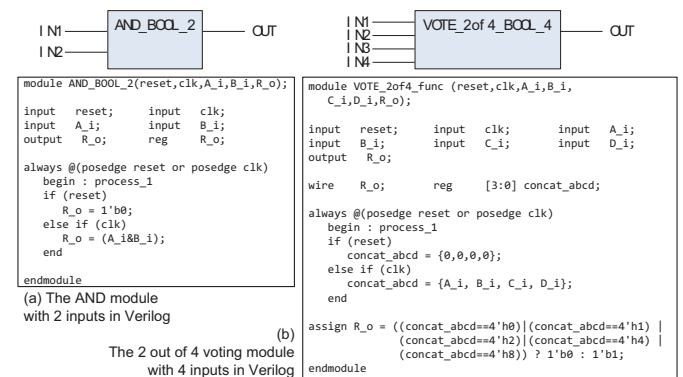 IN1
IN2
AND_BOOL_2
OUT
module AND_BOOL_2(reset,clk,A_i,B_i,R_o);
input reset; input clk;
input A_i; input B_i;
output R_o; reg R_o;
always @(posedge reset or posedge clk)
begin : process_1
if (reset)
R_o = 1'b0;
else if (clk)
R_o = (A_i&B_i);
end
endmodule
(a) The AND module
with 2 inputs in Verilog
IN1
IN2
IN3
IN4
VOTE_2of 4_BOOL_4
OUT
module VOTE_2of4_func (reset,clk,A_i,B_i,
C_i,D_i,R_o);
input reset; input clk; input A_i;
input B_i; input C_i; input D_i;
output R_o;
wire R_o; reg [3:0] concat_abcd;
always @(posedge reset or posedge clk)
begin : process_1
if (reset)
concat_abcd = {0,0,0,0};
else if (clk)
concat_abcd = {A_i, B_i, C_i, D_i};
end
assign R_o = ((concat_abcd==4'h0)|(concat_abcd==4'h1) |
(concat_abcd==4'h2)|(concat_abcd==4'h4) |
(concat_abcd==4'h8)) ? 1'b0 : 1'b1;
endmodule
(b)
The 2 out of 4 voting module
with 4 inputs in Verilog